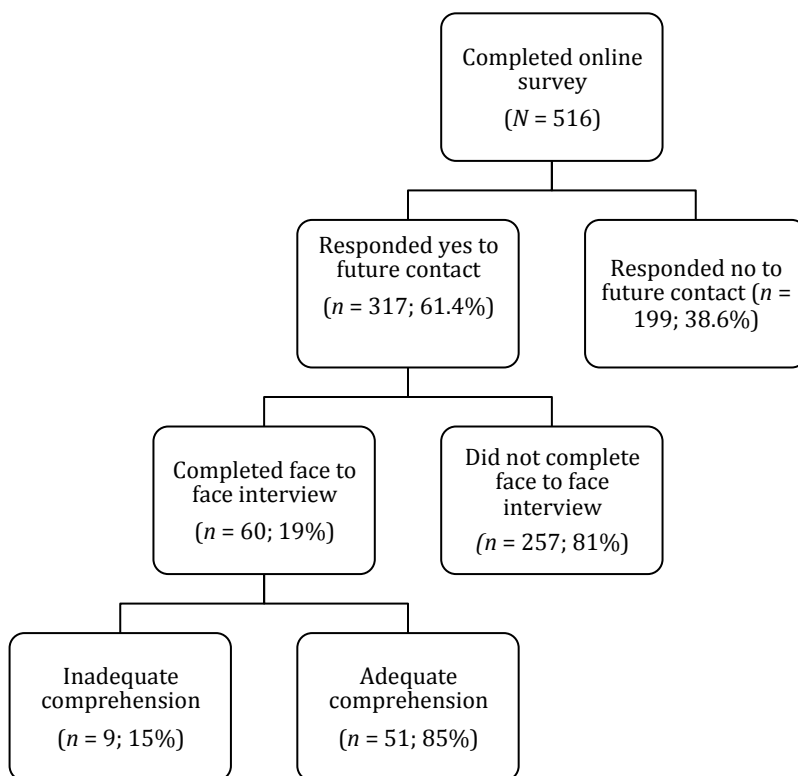 Completed online
survey
(N = 516)
Responded yes to
future contact
(n = 317; 61.4%)
Responded no to
future contact (n =
199; 38.6%)
Completed face to
face interview
(n = 60; 19%)
Did not complete
face to face
interview
(n = 257; 81%)
Inadequate
comprehension
(n = 9; 15%)
Adequate
comprehension
(n = 51; 85%)